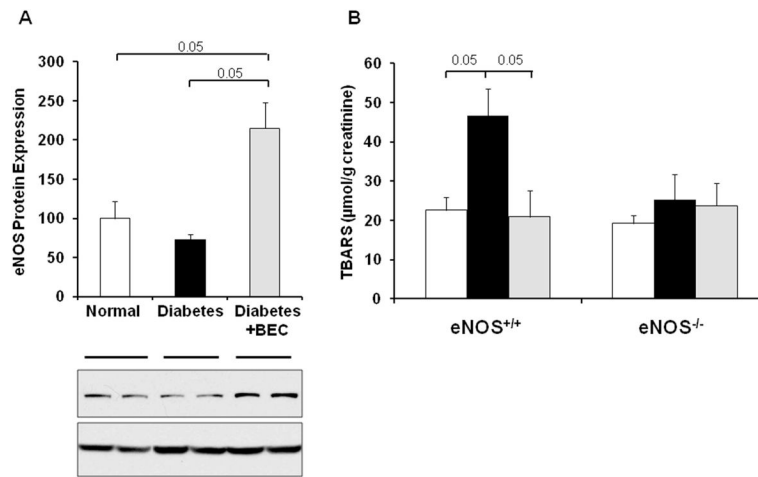 A
eNOS Protein Expression
300
250
200
150
100
50
0
0.05
0.05
Normal
Diabetes
Diabetes
+BEC
B
TBARS (µmol/g creatinine)
60
50
40
30
20
10
0
0.05
0.05
eNOS+/+
eNOS-/-